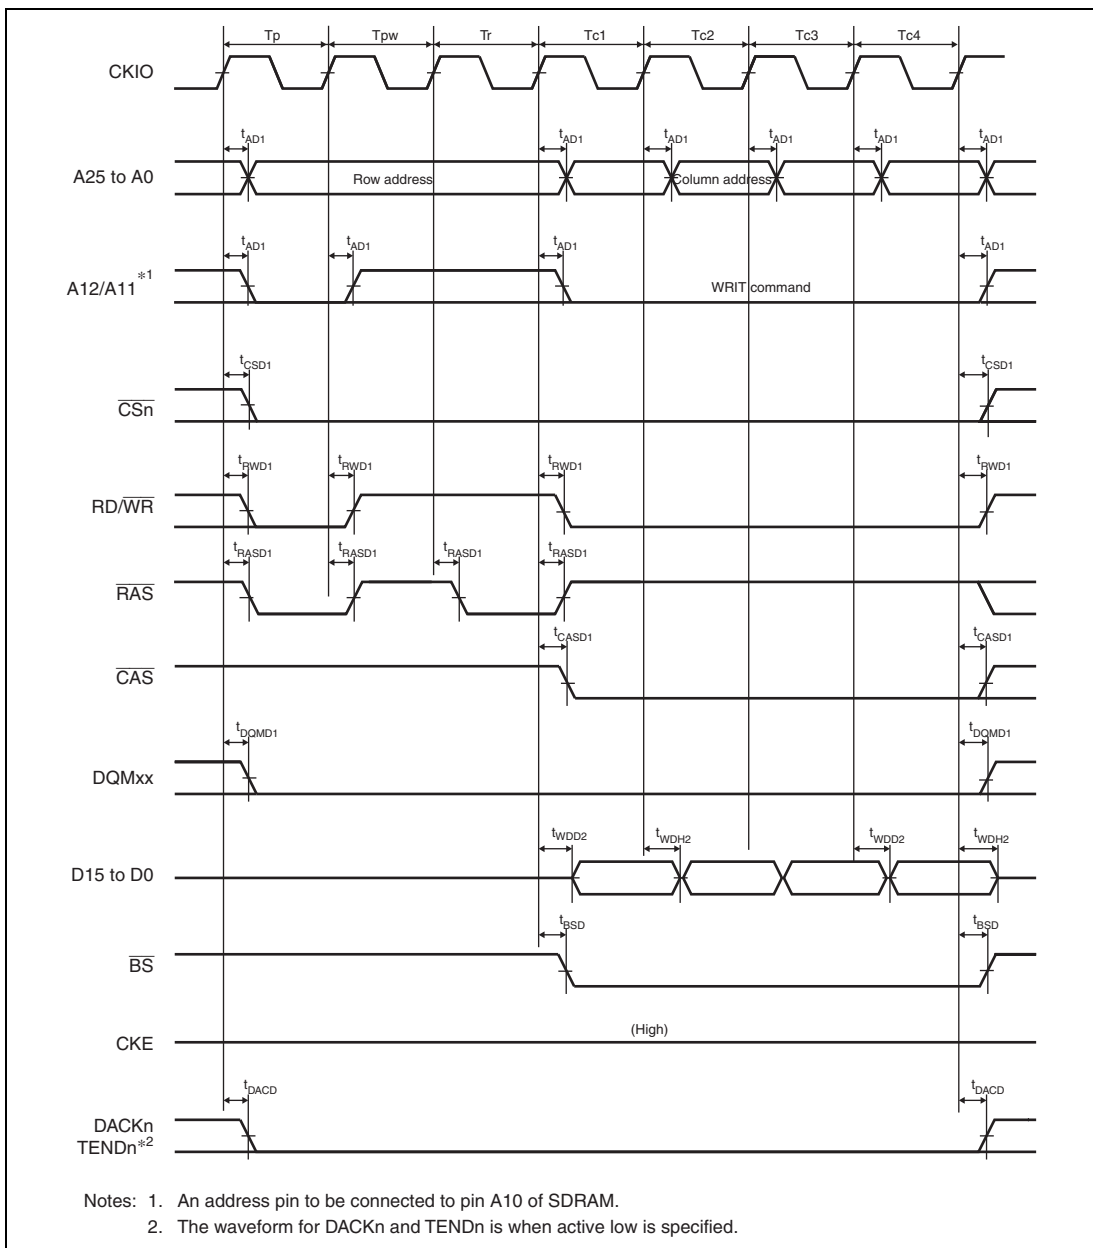 Tp Tpw Tr Tc1 Tc2 Tc3 Tc4
CKIO
tAD1 tAD1 tAD1 tAD1 tAD1 tAD1
A25 to A0 Row address Column address
tAD1 tAD1 tAD1 tAD1
A12/A11*1 WRIT command
tCSD1 tCSD1
CSn
tRWD1 tRWD1 tRWD1 tRWD1
RD/WR
tRASD1 tRASD1 tRASD1 tRASD1
RAS
tCASD1 tCASD1
CAS
tDQMD1 tDQMD1
DQMxx
tWDD2 tWDH2 tWDD2 tWDH2
D15 to D0
tBSD tBSD
BS
(High)
CKE
tDACD tDACD
DACKn
TENDn*2
Notes: 1. An address pin to be connected to pin A10 of SDRAM.
2. The waveform for DACKn and TENDn is when active low is specified.